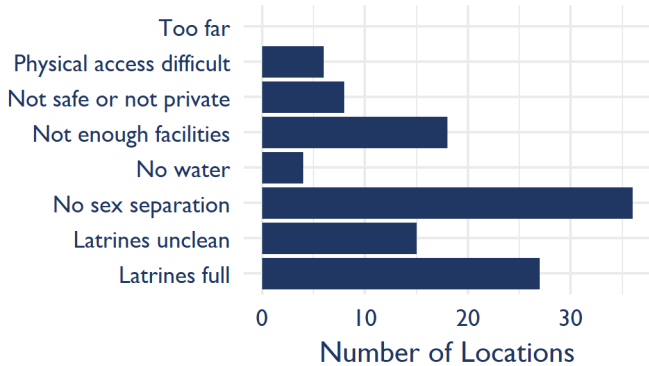 Too far
Physical access difficult
Not safe or not private
Not enough facilities
No water
No sex separation
Latrines unclean
Latrines full
0 10 20 30
Number of Locations